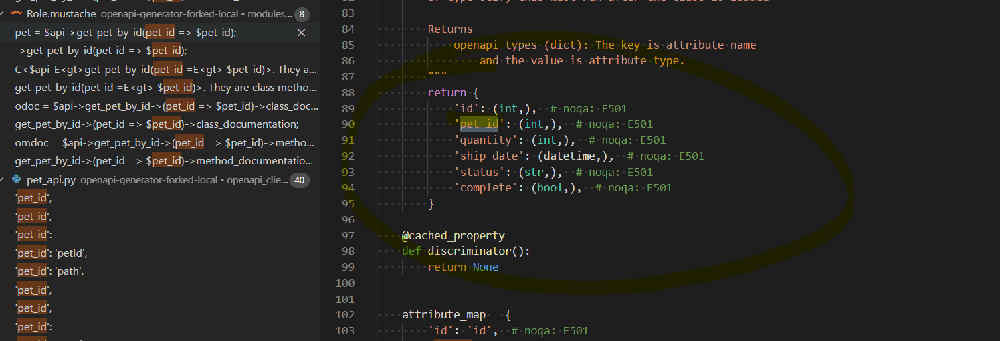 get_pet_by_id(pet_id => $pet_id);
Role.mustache openapi-generator-forked-local • modules... 8
pet = $api->get_pet_by_id(pet_id => $pet_id);
->get_pet_by_id(pet_id => $pet_id);
C<$api-E<gt>get_pet_by_id(pet_id =E<gt> $pet_id)>. They a...
get_pet_by_id(pet_id =E<gt> $pet_id)>. They are class metho...
odoc = $api->get_pet_by_id->(pet_id => $pet_id)->class_doc...
get_pet_by_id->(pet_id => $pet_id)->class_documentation;
omdoc = $api->get_pet_by_id->(pet_id => $pet_id)->metho...
get_pet_by_id->(pet_id => $pet_id)->method_documentatio...
pet_api.py openapi-generator-forked-local • openapi_clie... 40
'pet_id',
'pet_id',
'pet_id':
'pet_id': 'petId',
'pet_id': 'path',
'pet_id',
'pet_id',
'pet_id':
83
84 Returns
85 openapi_types (dict): The key is attribute name
86 and the value is attribute type.
87 """
88 return {
89 'id': (int,), # noqa: E501
90 'pet_id': (int,), # noqa: E501
91 'quantity': (int,), # noqa: E501
92 'ship_date': (datetime,), # noqa: E501
93 'status': (str,), # noqa: E501
94 'complete': (bool,), # noqa: E501
95 }
96
97 @cached_property
98 def discriminator():
99 return None
100
101
102 attribute_map = {
103 'id': 'id', # noqa: E501